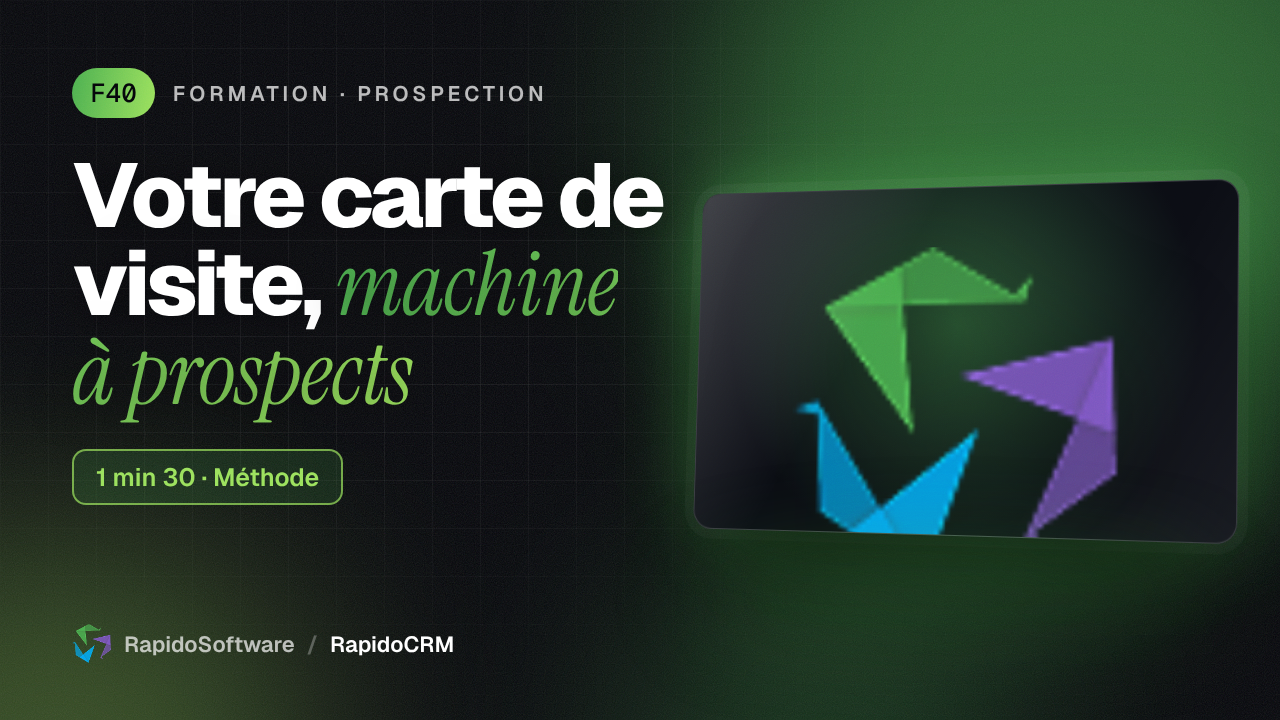 F40 FORMATION · PROSPECTION
Votre carte de
visite, machine
à prospects
1 min 30 · Méthode
RapidoSoftware / RapidoCRM